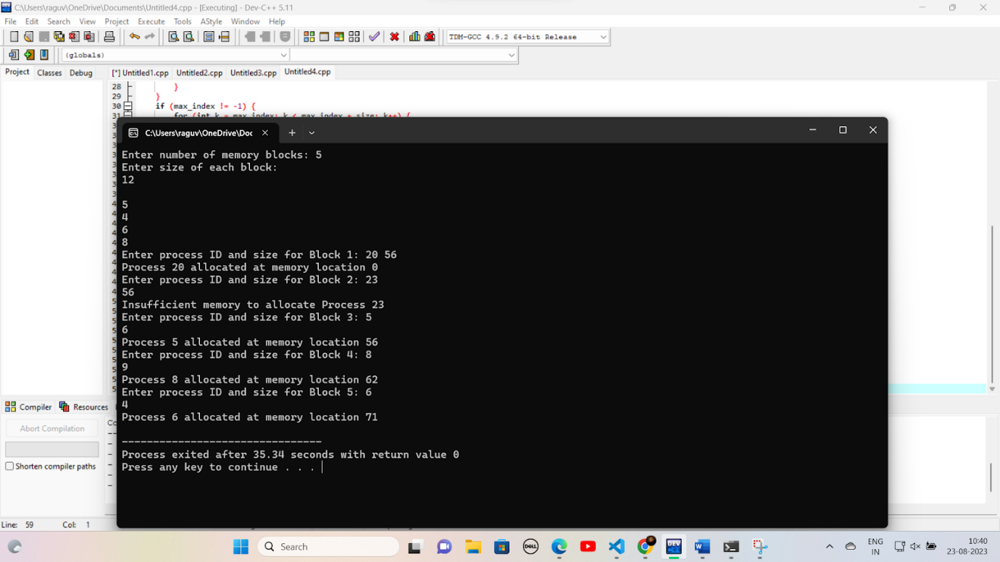 C:\Users\raguv\OneDrive\Documents\Untitled4.cpp - [Executing] - Dev-C++ 5.11
File Edit Search View Project Execute Tools AStyle Window Help
TDM-GCC 4.9.2 64-bit Release
(globals)
Project Classes Debug [*] Untitled1.cpp Untitled2.cpp Untitled3.cpp Untitled4.cpp
28 }
29 }
30 if (max_index != -1) {
31 for (int k = max_index; k < max_index + size; k++) {
C:\Users\raguv\OneDrive\Doc
Enter number of memory blocks: 5
Enter size of each block:
12
5
4
6
8
Enter process ID and size for Block 1: 20 56
Process 20 allocated at memory location 0
Enter process ID and size for Block 2: 23
56
Insufficient memory to allocate Process 23
Enter process ID and size for Block 3: 5
6
Process 5 allocated at memory location 56
Enter process ID and size for Block 4: 8
9
Process 8 allocated at memory location 62
Enter process ID and size for Block 5: 6
4
Process 6 allocated at memory location 71
--------------------------------
Process exited after 35.34 seconds with return value 0
Press any key to continue . . .
Compiler Resources
Abort Compilation
Shorten compiler paths
Line: 59 Col: 1
Search
DELL
DEV
ENG
IN
10:40
23-08-2023